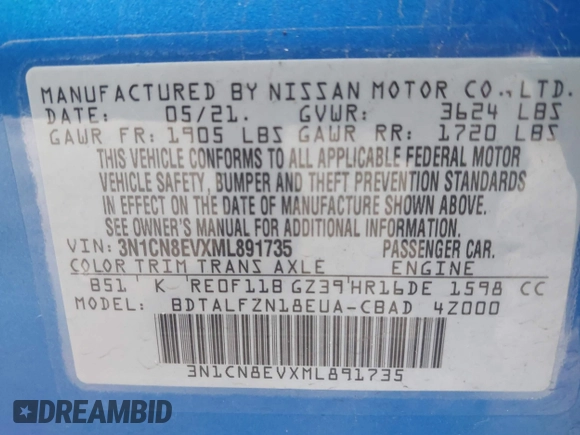 MANUFACTURED BY NISSAN MOTOR CO., LTD.
DATE: 05/21. GVWR: 3624 LBS
GAWR FR: 1905 LBS GAWR RR: 1720 LBS
THIS VEHICLE CONFORMS TO ALL APPLICABLE FEDERAL MOTOR
VEHICLE SAFETY, BUMPER AND THEFT PREVENTION STANDARDS
IN EFFECT ON THE DATE OF MANUFACTURE SHOWN ABOVE.
SEE OWNER'S MANUAL FOR ADDITIONAL INFORMATION.
VIN: 3N1CN8EVXML891735 PASSENGER CAR.
COLOR TRIM TRANS AXLE ENGINE
B51 K RE0F11B GZ39 HR16DE 1598 CC
MODEL: BDTALFZN18EUA-CBAD 4Z000
3N1CN8EVXML891735
DREAMBID